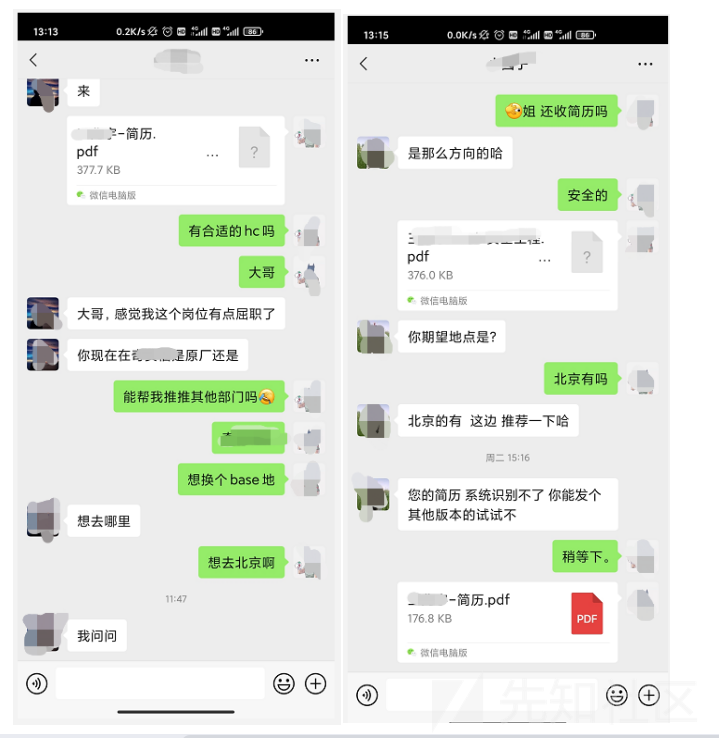 13:13
0.2K/s
86
来
-简历.
pdf
...
377.7 KB
微信电脑版
有合适的hc吗
大哥
大哥，感觉我这个岗位有点屈职了
你现在在
是原厂还是
能帮我推推其他部门吗
想换个base地
想去哪里
想去北京啊
11:47
我问问
13:15
0.0K/s
86
姐 还收简历吗
是那么方向的哈
安全的
pdf
...
376.0 KB
微信电脑版
你期望地点是?
北京有吗
北京的有 这边 推荐一下哈
周二 15:16
您的简历 系统识别不了 你能发个
其他版本的试试不
稍等下。
-简历.pdf
176.8 KB
PDF
微信电脑版
先知社区